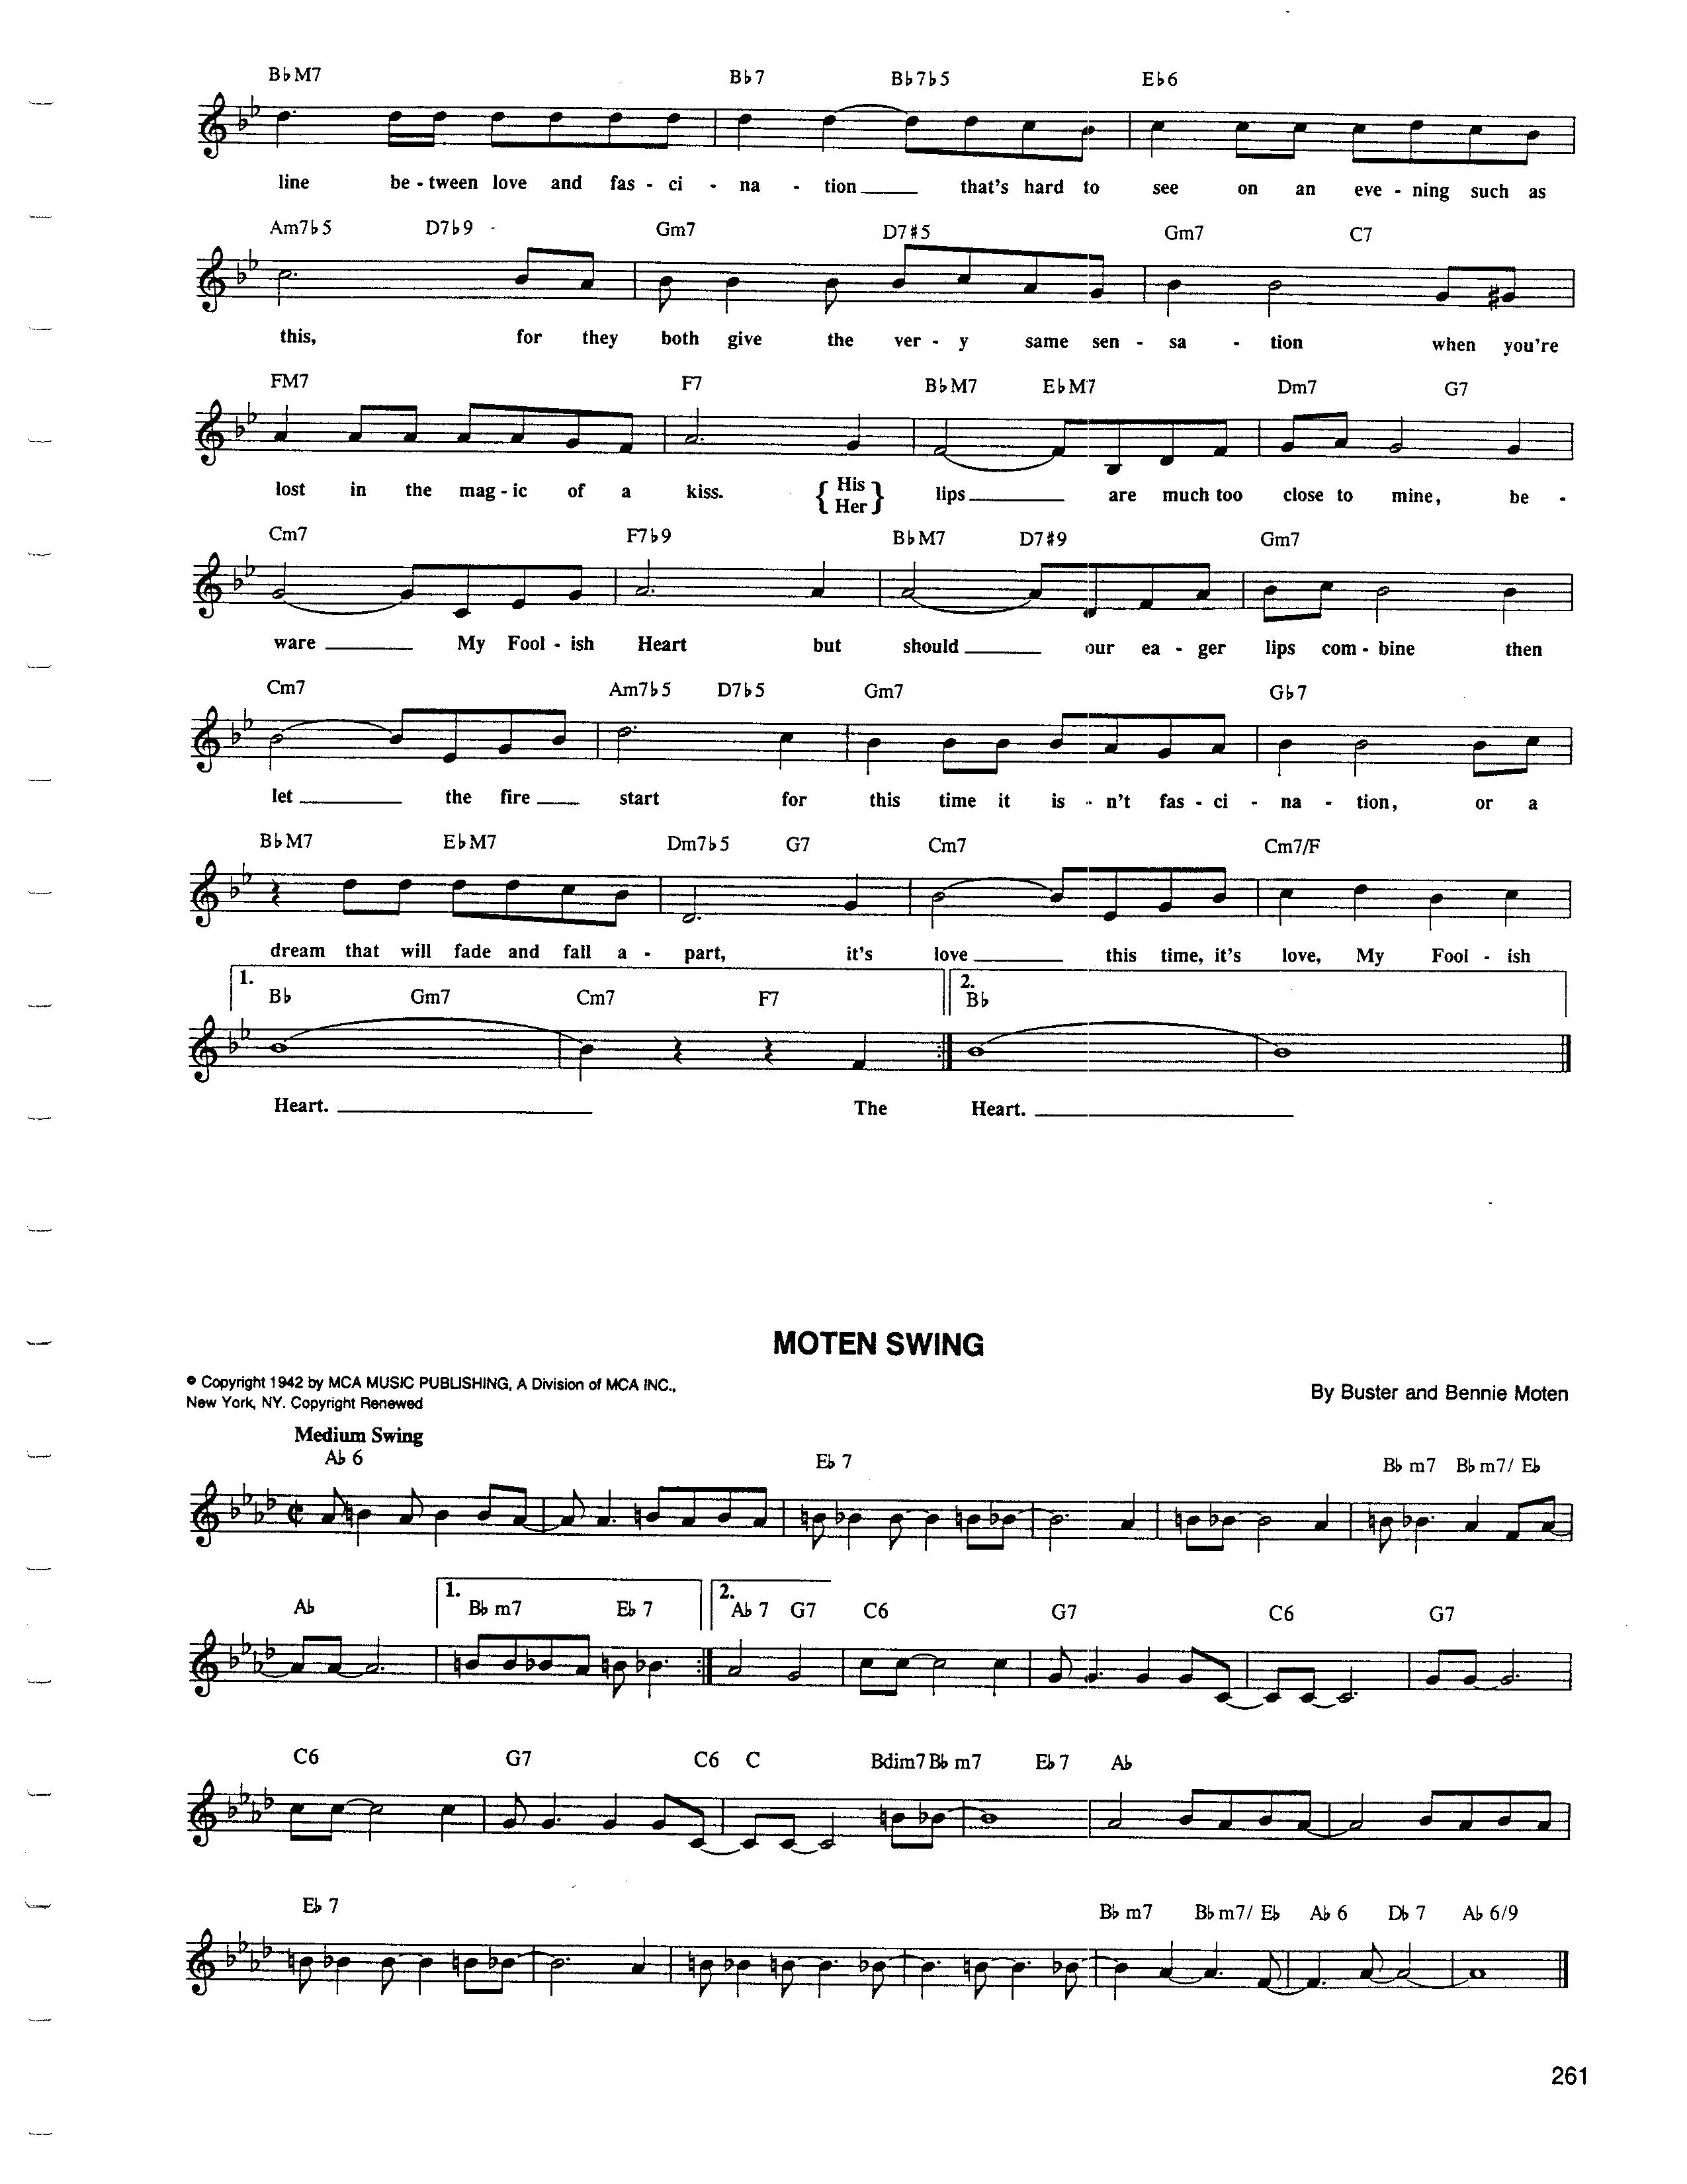 B♭M7 B♭7 B♭7♭5 E♭6
line be - tween love and fas - ci - na - tion that's hard to see on an eve - ning such as
Am7♭5 D7♭9 Gm7 D7#5 Gm7 C7
this, for they both give the ver - y same sen - sa - tion when you're
FM7 F7 B♭M7 E♭M7 Dm7 G7
lost in the mag - ic of a kiss. { His Her } lips are much too close to mine, be -
Cm7 F7♭9 B♭M7 D7#9 Gm7
ware My Fool - ish Heart but should our ea - ger lips com - bine then
Cm7 Am7♭5 D7♭5 Gm7 G♭7
let the fire start for this time it is - n't fas - ci - na - tion, or a
B♭M7 E♭M7 Dm7♭5 G7 Cm7 Cm7/F
dream that will fade and fall a - part, it's love this time, it's love, My Fool - ish
1. B♭ Gm7 Cm7 F7 2. B♭
Heart. The Heart.
MOTEN SWING
© Copyright 1942 by MCA MUSIC PUBLISHING, A Division of MCA INC.,
New York, NY. Copyright Renewed
By Buster and Bennie Moten
Medium Swing
A♭ 6 E♭ 7 B♭ m7 B♭ m7/ E♭
A♭ 1. B♭ m7 E♭ 7 2. A♭ 7 G7 C6 G7 C6 G7
C6 G7 C6 C Bdim7 B♭ m7 E♭ 7 A♭
E♭ 7 B♭ m7 B♭ m7/ E♭ A♭ 6 D♭ 7 A♭ 6/9
261